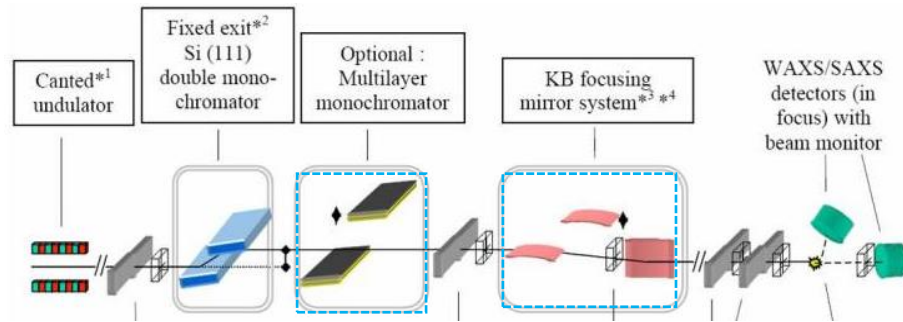 Canted*1
undulator
Fixed exit*2
Si (111)
double mono-
chromator
Optional :
Multilayer
monochromator
KB focusing
mirror system*3 *4
WAXS/SAXS
detectors (in
focus) with
beam monitor